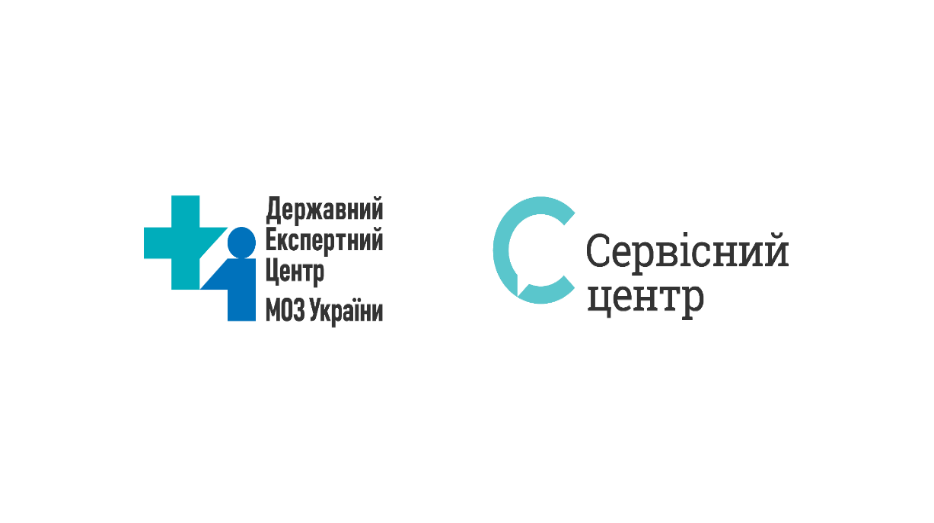 Державний
Експертний
Центр
МОЗ України
Сервісний
центр